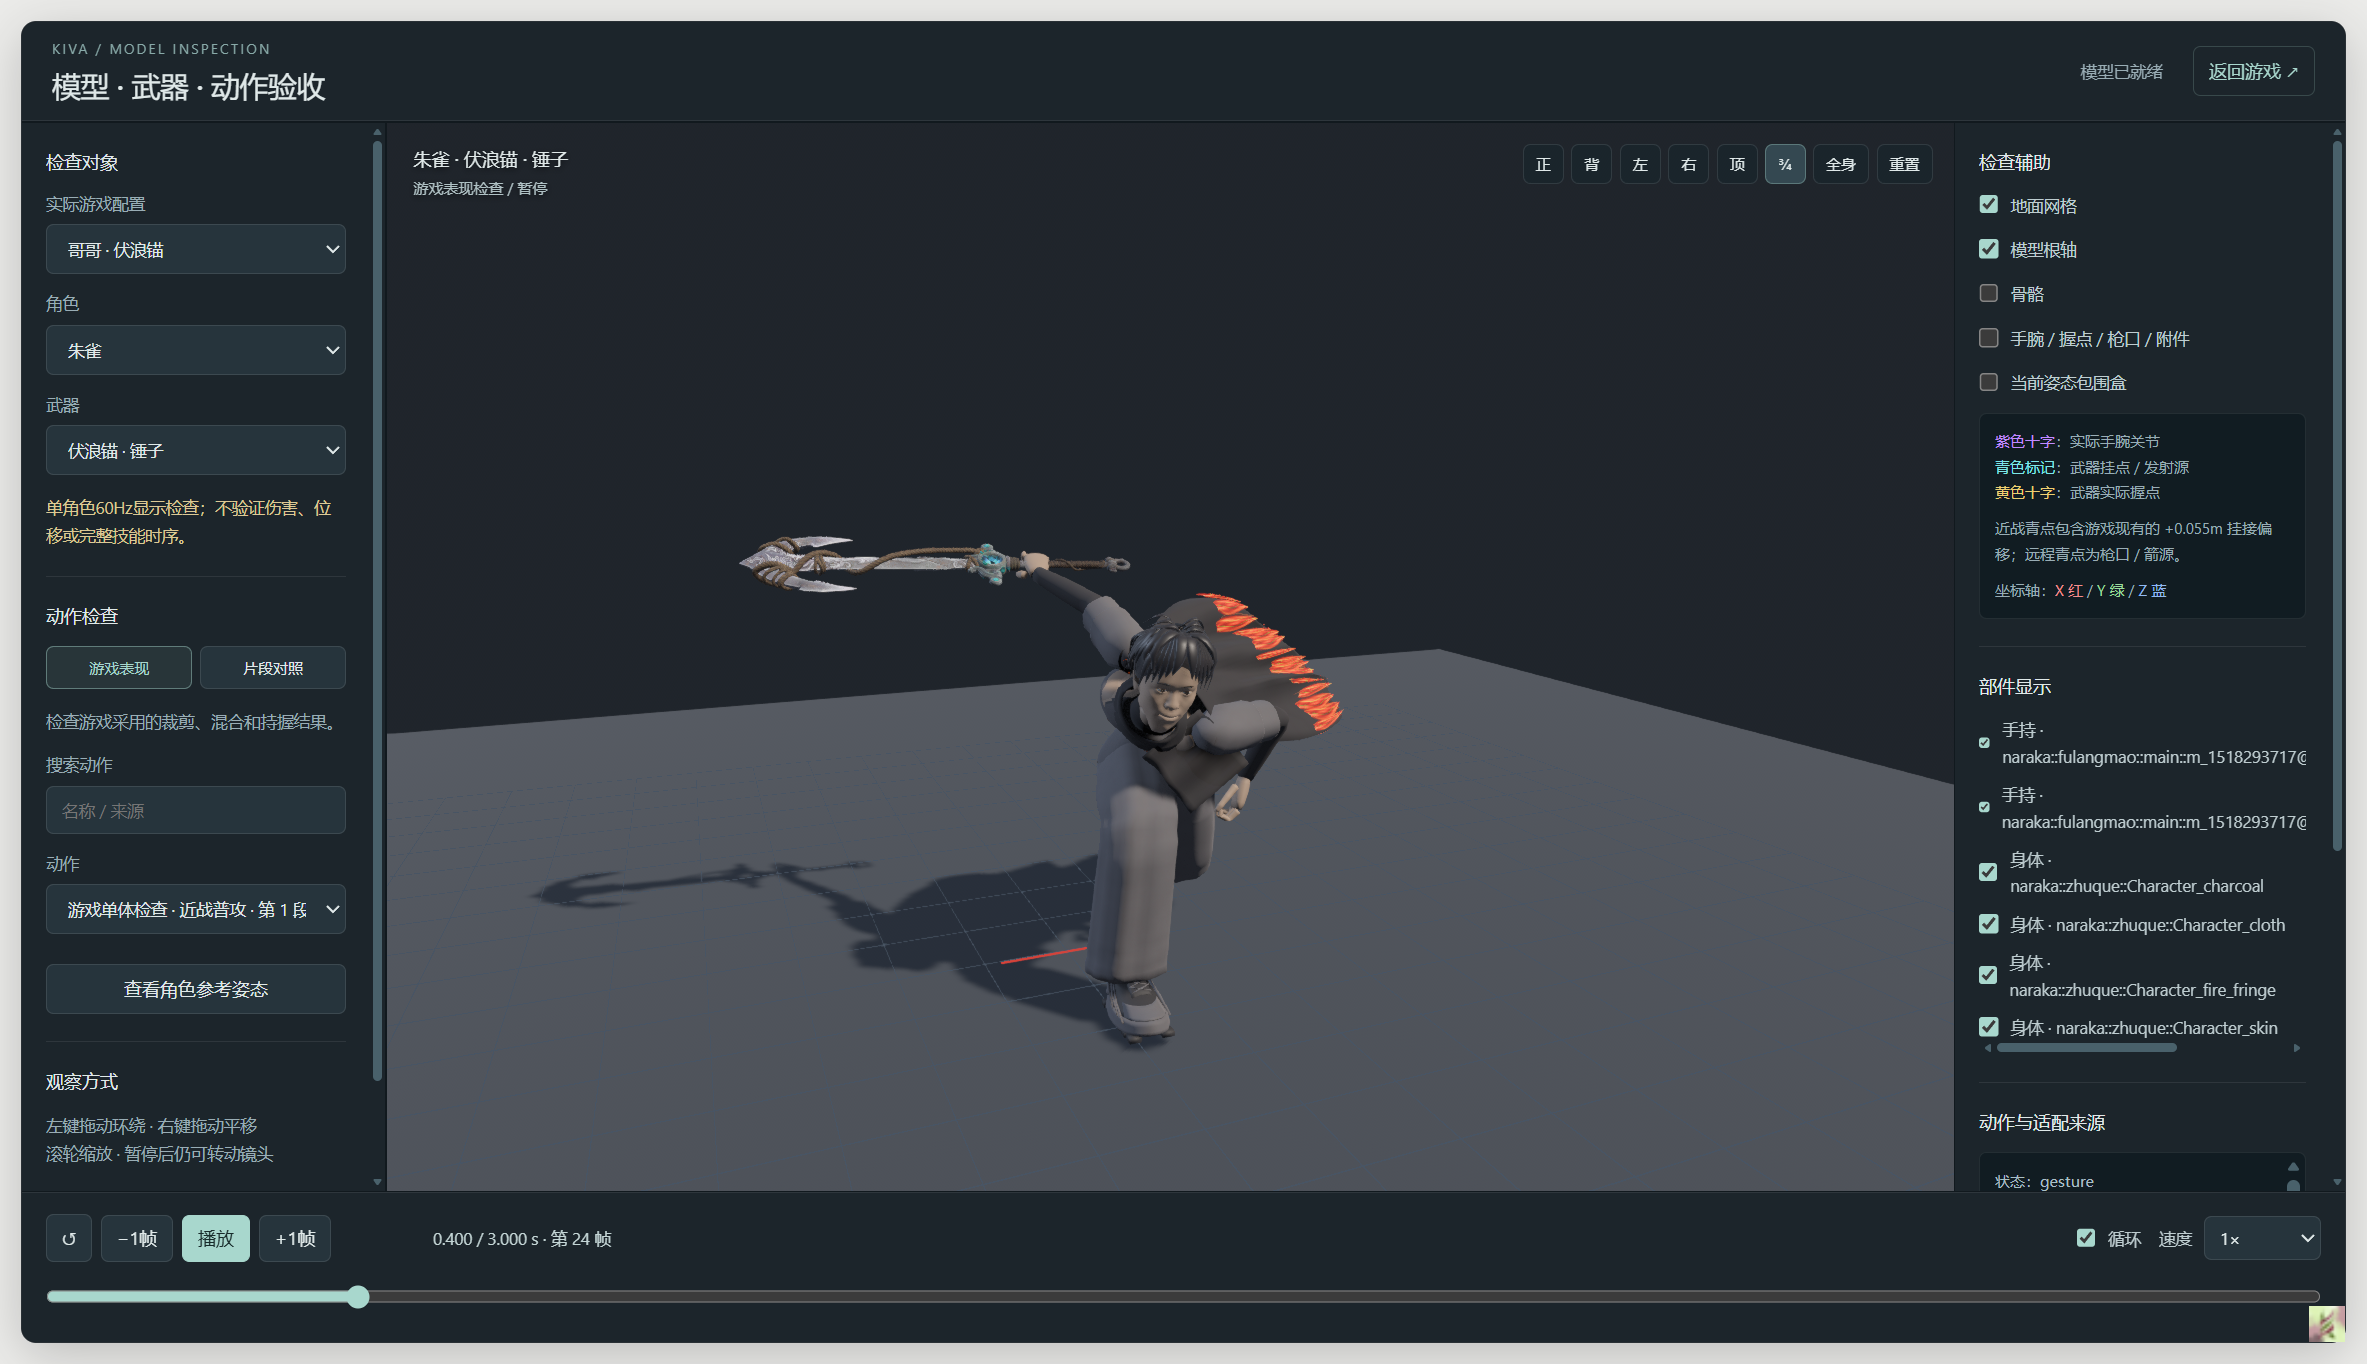 KIVA / MODEL INSPECTION
模型 · 武器 · 动作验收
模型已就绪
返回游戏 ↗
检查对象
实际游戏配置
哥哥 · 伏浪锚
角色
朱雀
武器
伏浪锚 · 锤子
单角色60Hz显示检查；不验证伤害、位
移或完整技能时序。
动作检查
游戏表现
片段对照
检查游戏采用的裁剪、混合和持握结果。
搜索动作
名称 / 来源
动作
游戏单体检查 · 近战普攻 · 第 1 段
查看角色参考姿态
观察方式
左键拖动环绕 · 右键拖动平移
滚轮缩放 · 暂停后仍可转动镜头
朱雀 · 伏浪锚 · 锤子
游戏表现检查 / 暂停
正
背
左
右
顶
¾
全身
重置
检查辅助
地面网格
模型根轴
骨骼
手腕 / 握点 / 枪口 / 附件
当前姿态包围盒
紫色十字：实际手腕关节
青色标记：武器挂点 / 发射源
黄色十字：武器实际握点
近战青点包含游戏现有的 +0.055m 挂接偏
移；远程青点为枪口 / 箭源。
坐标轴：X 红 / Y 绿 / Z 蓝
部件显示
手持 ·
naraka::fulangmao::main::m_1518293717@
手持 ·
naraka::fulangmao::main::m_1518293717@
身体 ·
naraka::zhuque::Character_charcoal
身体 · naraka::zhuque::Character_cloth
身体 ·
naraka::zhuque::Character_fire_fringe
身体 · naraka::zhuque::Character_skin
动作与适配来源
状态：gesture
↺
−1帧
播放
+1帧
0.400 / 3.000 s · 第 24 帧
循环
速度
1×